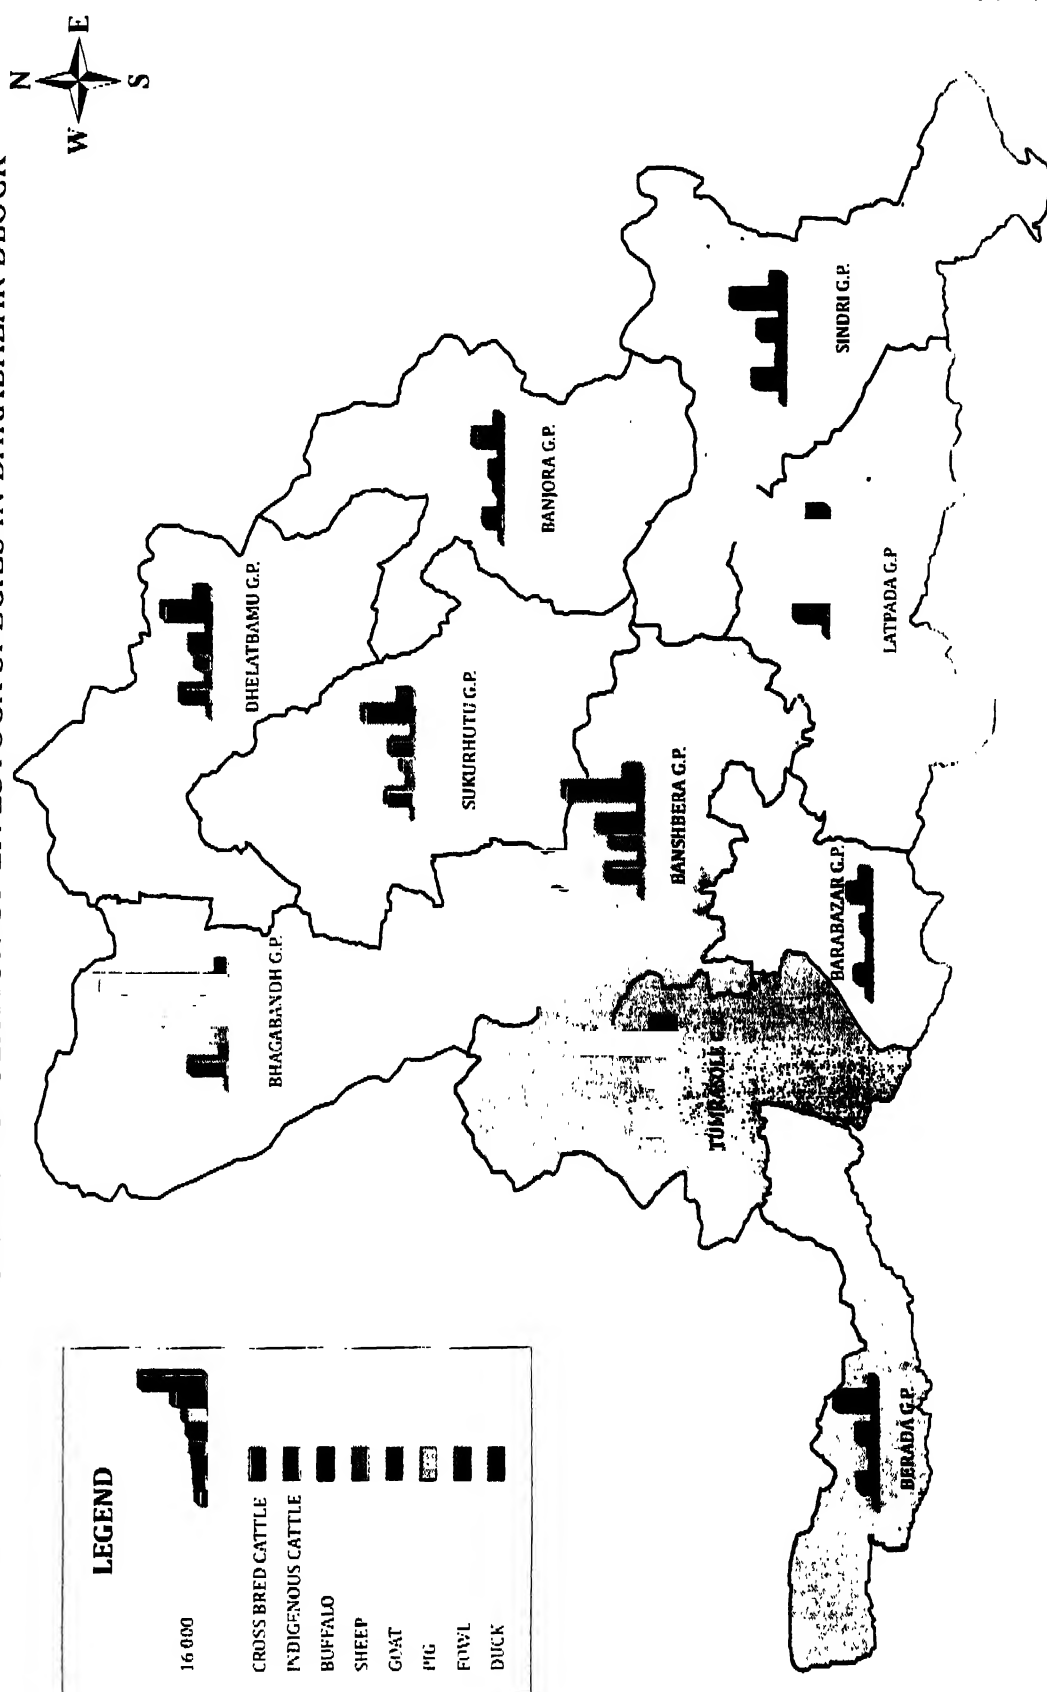 N
E
W
S
DHELATBAMU G.P.
BANJORA G.P.
SINDRI G.P.
SUKURHUTU G.P.
LATPADA G.P
BHAGABANDH G.P.
BANSHBERA G.P.
BARABAZAR G.P.
TUMRASOLE G.P.
BERADA G.P.
LEGEND
16000
CROSS BRED CATTLE
INDIGENOUS CATTLE
BUFFALO
SHEEP
GOAT
PIG
FOWL
DUCK